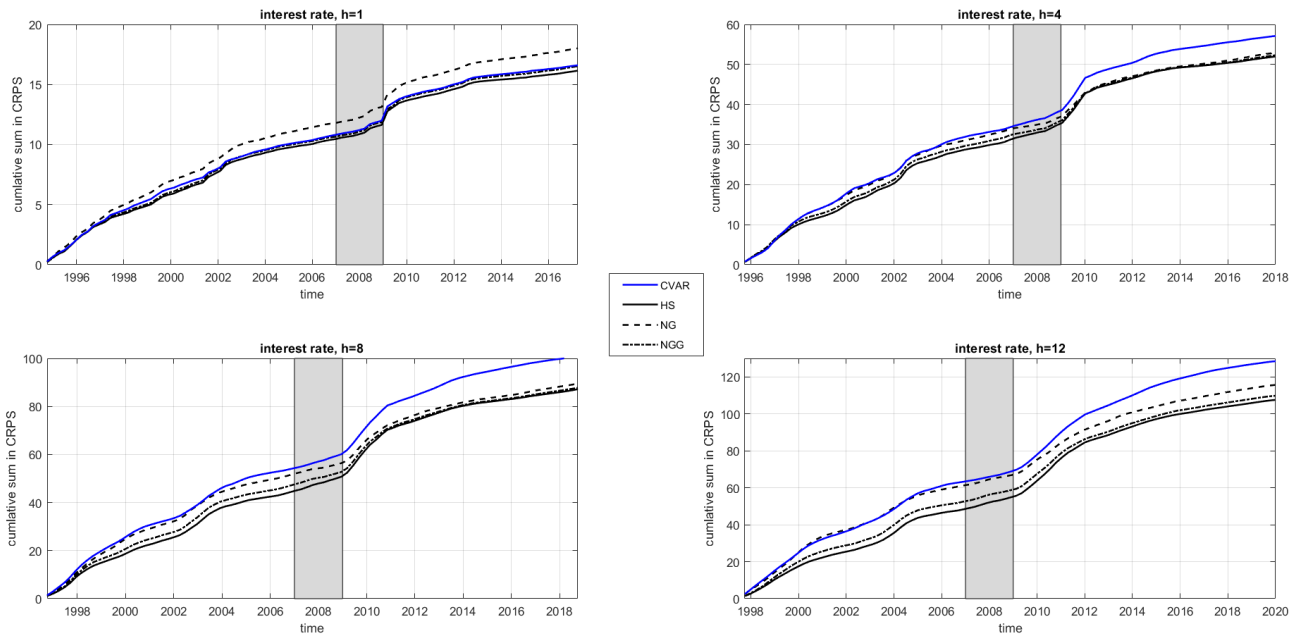 interest rate, h=1
20
15
10
5
0
cumlative sum in CRPS
1996 1998 2000 2002 2004 2006 2008 2010 2012 2014 2016
time
interest rate, h=4
60
50
40
30
20
10
0
cumlative sum in CRPS
1996 1998 2000 2002 2004 2006 2008 2010 2012 2014 2016 2018
time
CVAR
HS
NG
NGG
interest rate, h=8
100
80
60
40
20
0
cumlative sum in CRPS
1998 2000 2002 2004 2006 2008 2010 2012 2014 2016 2018
time
interest rate, h=12
120
100
80
60
40
20
0
cumlative sum in CRPS
1998 2000 2002 2004 2006 2008 2010 2012 2014 2016 2018 2020
time